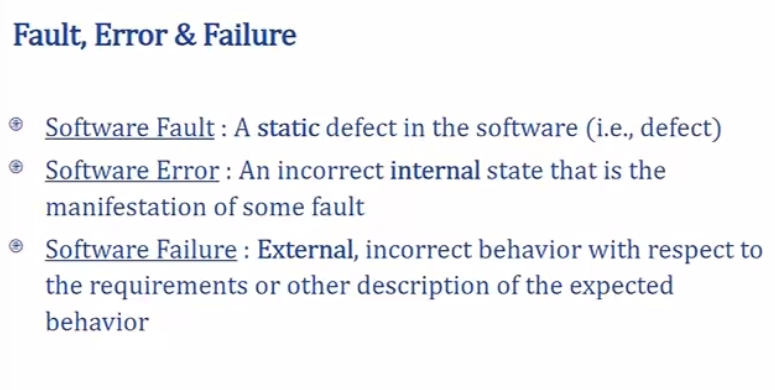 Fault, Error & Failure
Software Fault : A static defect in the software (i.e., defect)
Software Error : An incorrect internal state that is the
manifestation of some fault
Software Failure : External, incorrect behavior with respect to
the requirements or other description of the expected
behavior